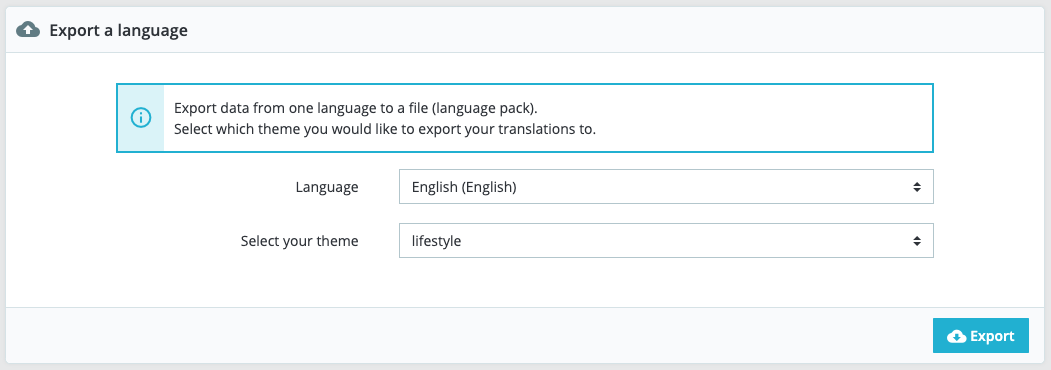 Export a language
Export data from one language to a file (language pack).
Select which theme you would like to export your translations to.
Language
English (English)
Select your theme
lifestyle
Export